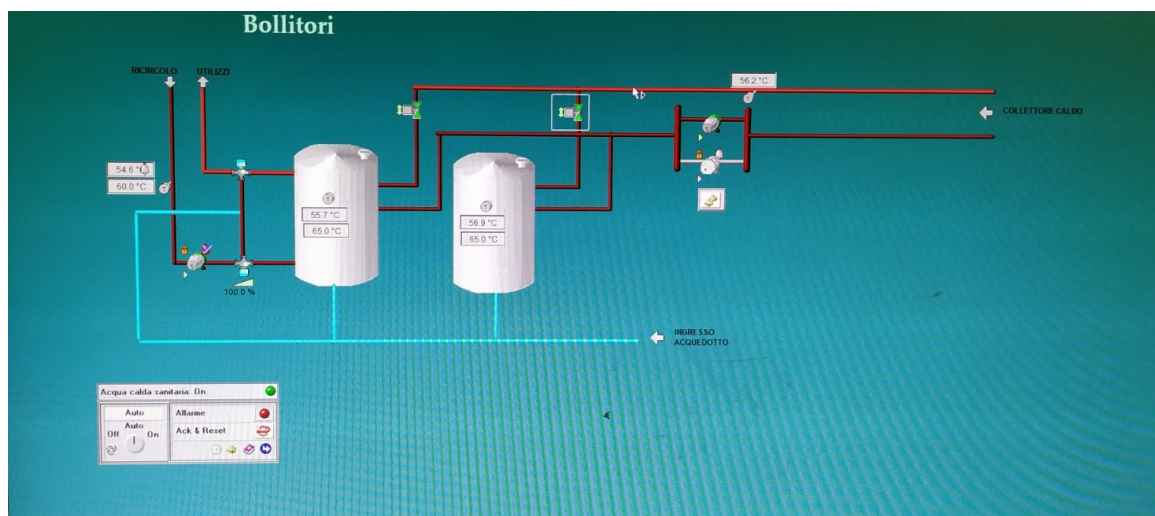 Bollitori
RICIRCOLO
UTILIZZI
56.2 °C
COLLETTORE CALDO
54.6 °C
60.0 °C
55.7 °C
65.0 °C
56.9 °C
65.0 °C
100.0 %
INGRESSO
ACQUEDOTTO
Acqua calda sanitaria: On
Auto
Auto
Off
On
Allarme
Ack & Reset